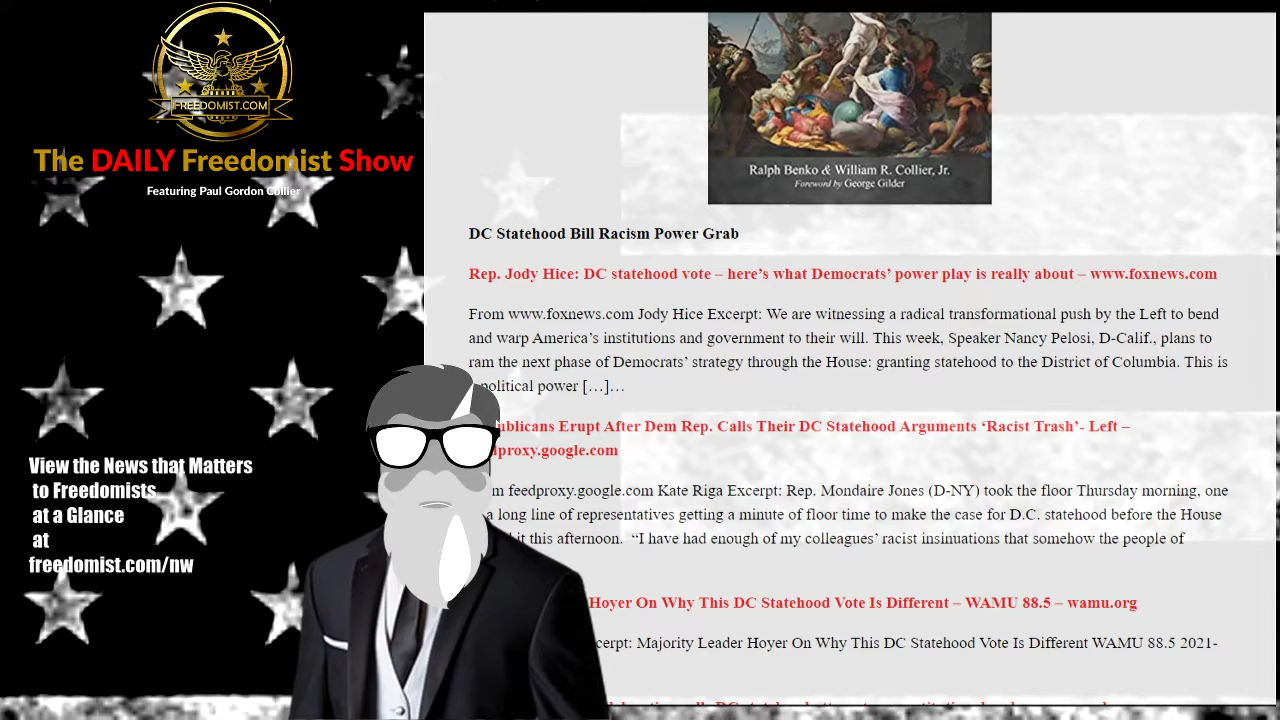 FREEDOMIST.COM
The DAILY Freedomist Show
Featuring Paul Gordon Collier
View the News that Matters
to Freedomists
at a Glance
at
freedomist.com/nw
Ralph Benko & William R. Collier, Jr.
Foreword by George Gilder
DC Statehood Bill Racism Power Grab
Rep. Jody Hice: DC statehood vote – here’s what Democrats’ power play is really about – www.foxnews.com
From www.foxnews.com Jody Hice Excerpt: We are witnessing a radical transformational push by the Left to bend
and warp America’s institutions and government to their will. This week, Speaker Nancy Pelosi, D-Calif., plans to
ram the next phase of Democrats’ strategy through the House: granting statehood to the District of Columbia. This is
political power […]…
ublicans Erupt After Dem Rep. Calls Their DC Statehood Arguments ‘Racist Trash’- Left –
proxy.google.com
m feedproxy.google.com Kate Riga Excerpt: Rep. Mondaire Jones (D-NY) took the floor Thursday morning, one
a long line of representatives getting a minute of floor time to make the case for D.C. statehood before the House
it this afternoon. “I have had enough of my colleagues’ racist insinuations that somehow the people of
Hoyer On Why This DC Statehood Vote Is Different – WAMU 88.5 – wamu.org
cerpt: Majority Leader Hoyer On Why This DC Statehood Vote Is Different WAMU 88.5 2021-